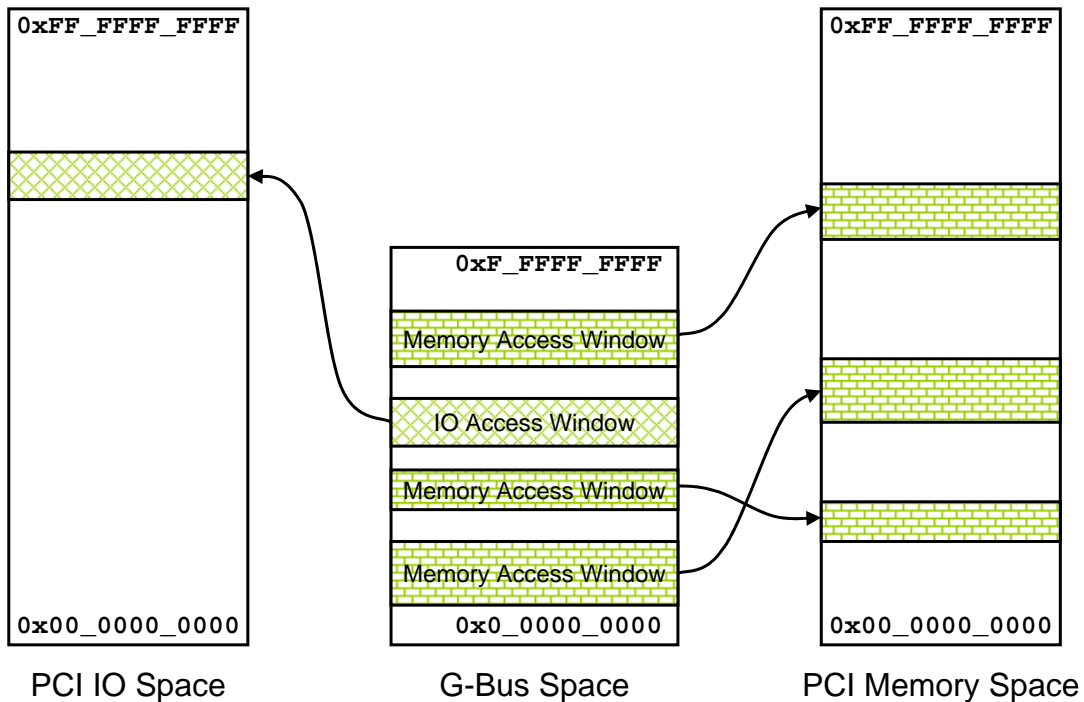 0xFF_FFFF_FFFF
0x00_0000_0000
PCI IO Space
0xF_FFFF_FFFF
Memory Access Window
IO Access Window
Memory Access Window
Memory Access Window
0x0_0000_0000
G-Bus Space
0xFF_FFFF_FFFF
0x00_0000_0000
PCI Memory Space